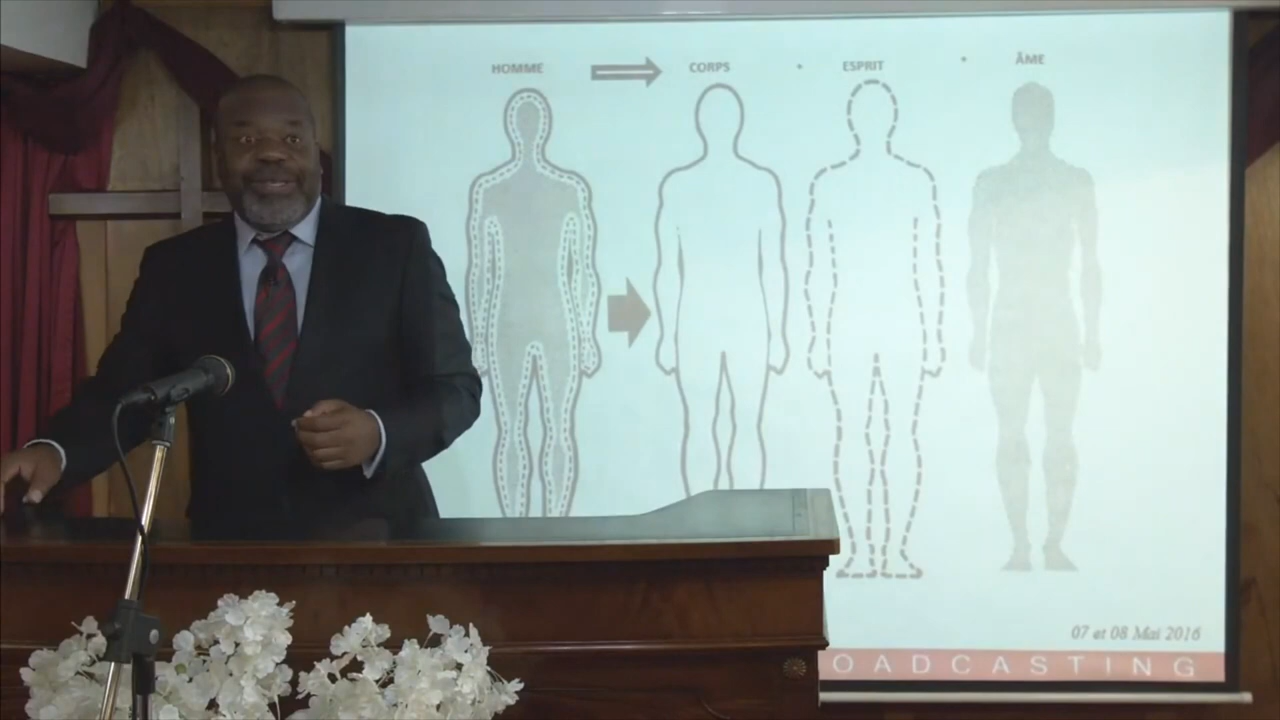 HOMME CORPS • ESPRIT • ÂME
07 et 08 Mai 2016
OADCASTING